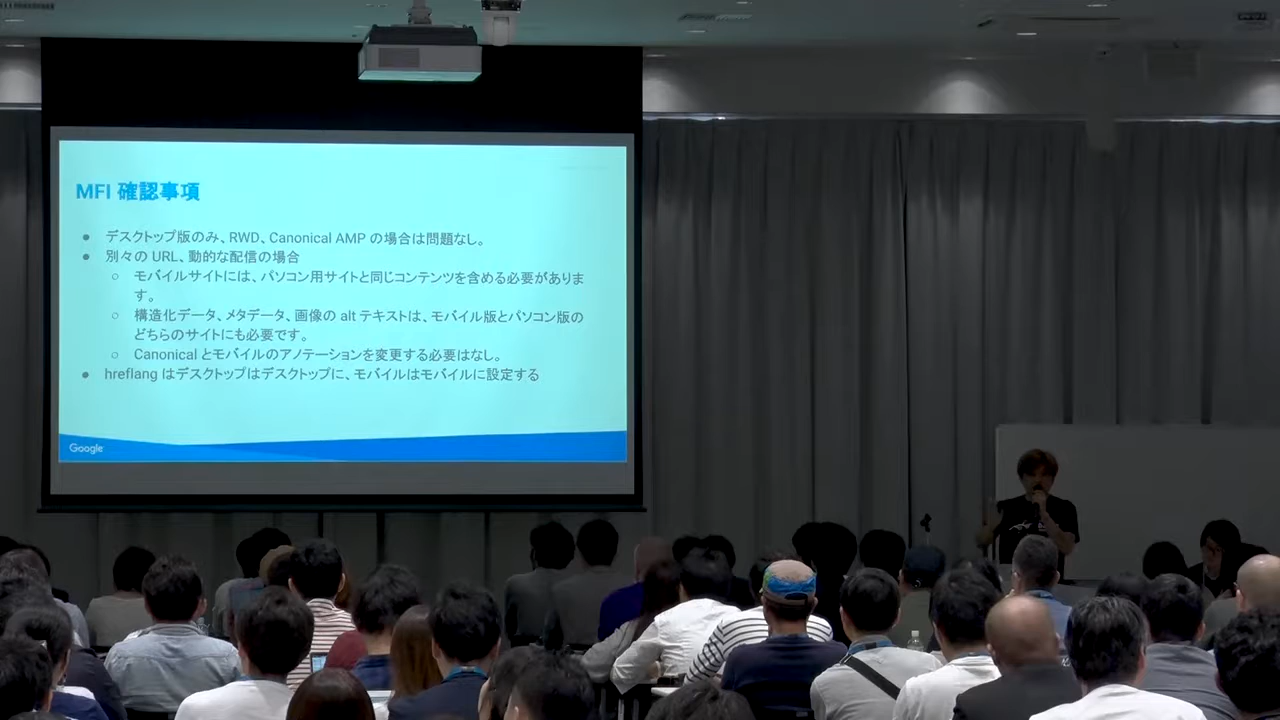 MFI 確認事項
● デスクトップ版のみ、RWD、Canonical AMP の場合は問題なし。
● 別々の URL、動的な配信の場合
○ モバイルサイトには、パソコン用サイトと同じコンテンツを含める必要がありま
す。
○ 構造化データ、メタデータ、画像の alt テキストは、モバイル版とパソコン版の
どちらのサイトにも必要です。
○ Canonical とモバイルのアノテーションを変更する必要はなし。
● hreflang はデスクトップはデスクトップに、モバイルはモバイルに設定する
Google